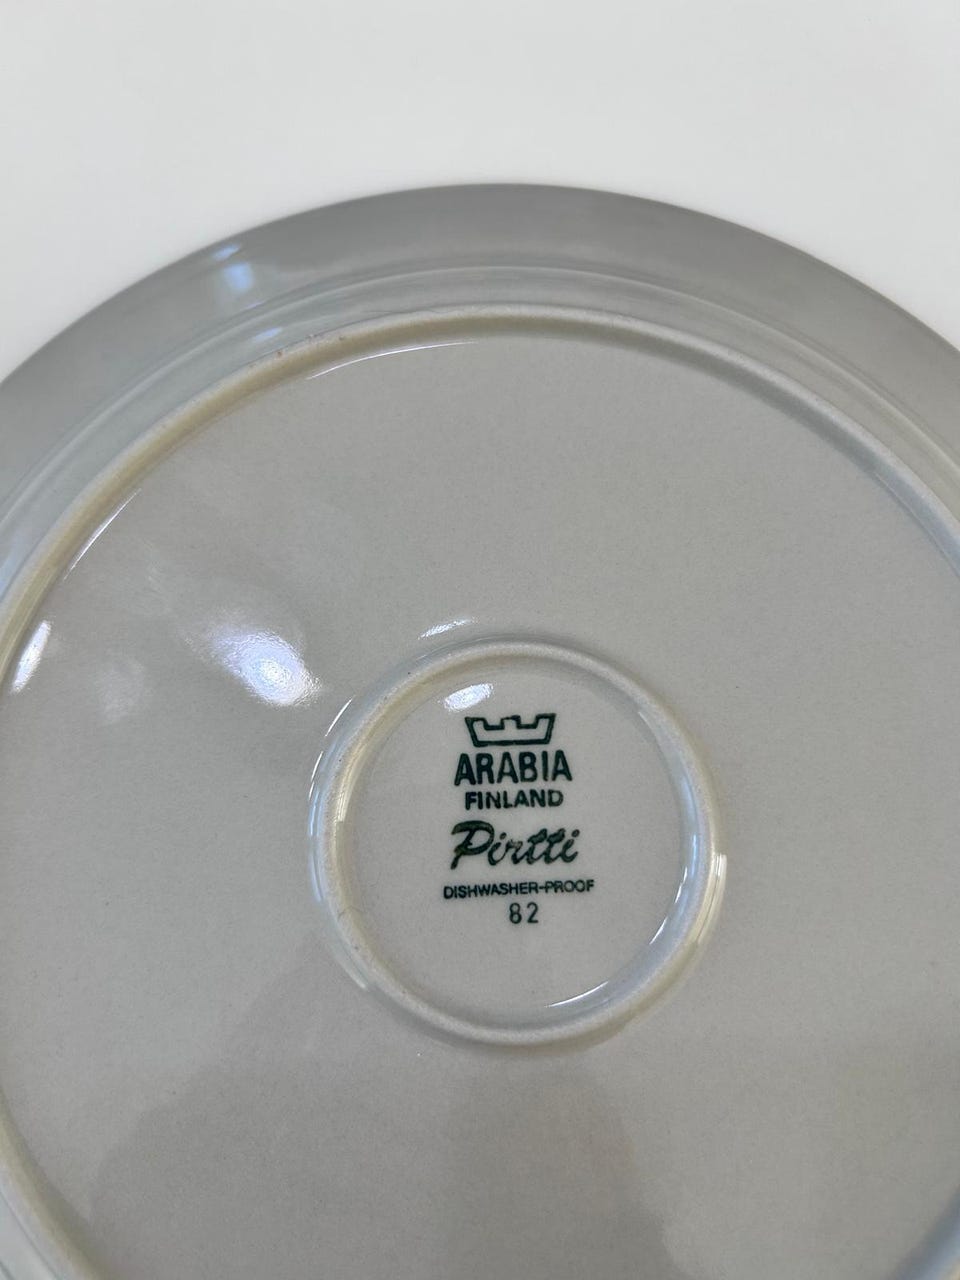 ARABIA
FINLAND
Pirtti
DISHWASHER-PROOF
82